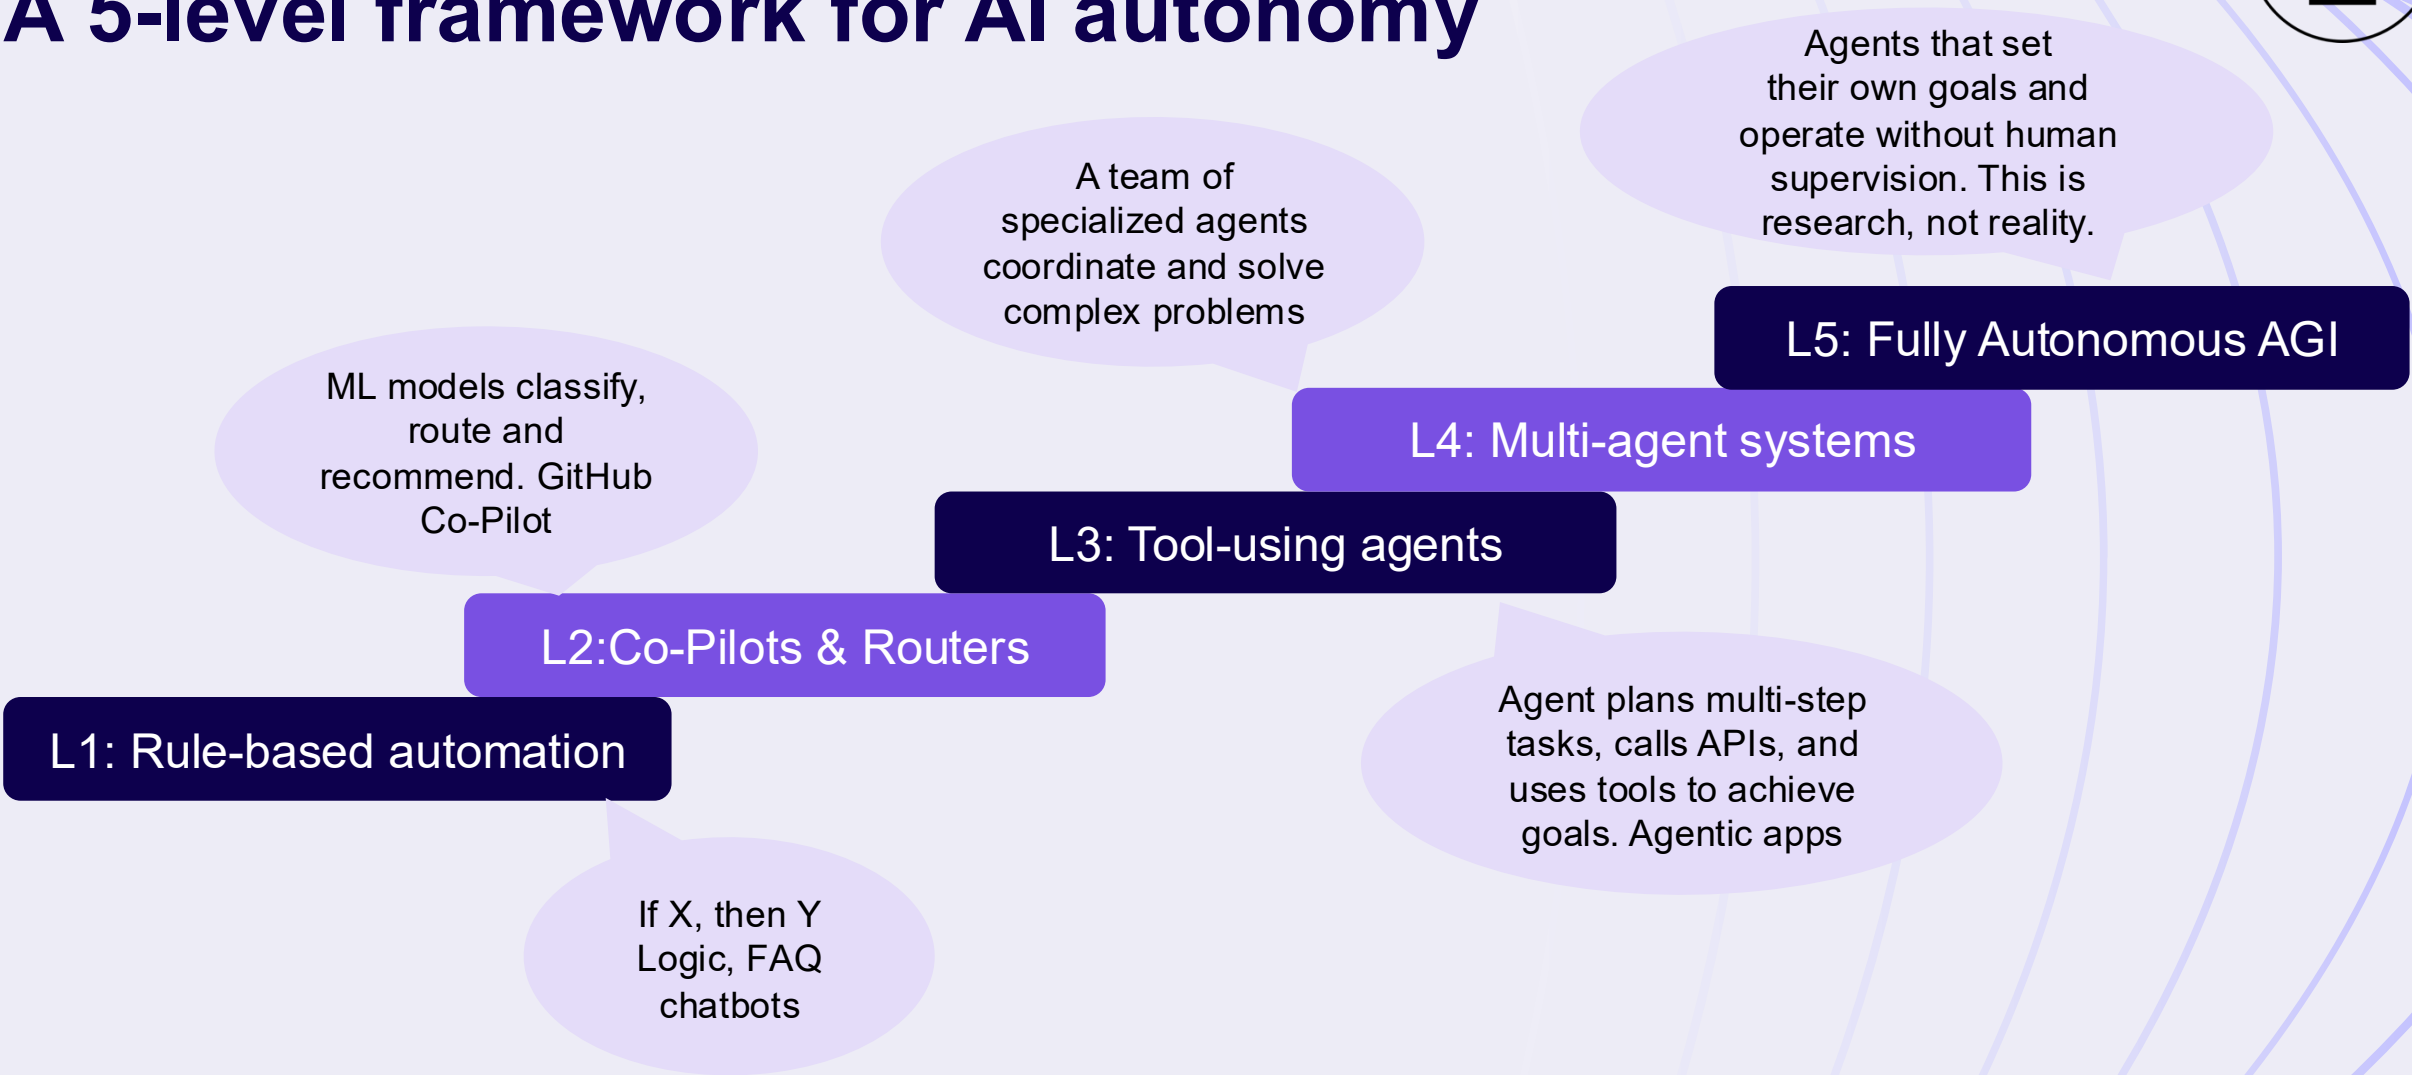 A 5-level framework for AI autonomy
Agents that set
their own goals and
operate without human
supervision. This is
research, not reality.
A team of
specialized agents
coordinate and solve
complex problems
L5: Fully Autonomous AGI
ML models classify,
route and
recommend. GitHub
Co-Pilot
L4: Multi-agent systems
L3: Tool-using agents
L2:Co-Pilots & Routers
Agent plans multi-step
tasks, calls APIs, and
uses tools to achieve
goals. Agentic apps
L1: Rule-based automation
If X, then Y
Logic, FAQ
chatbots